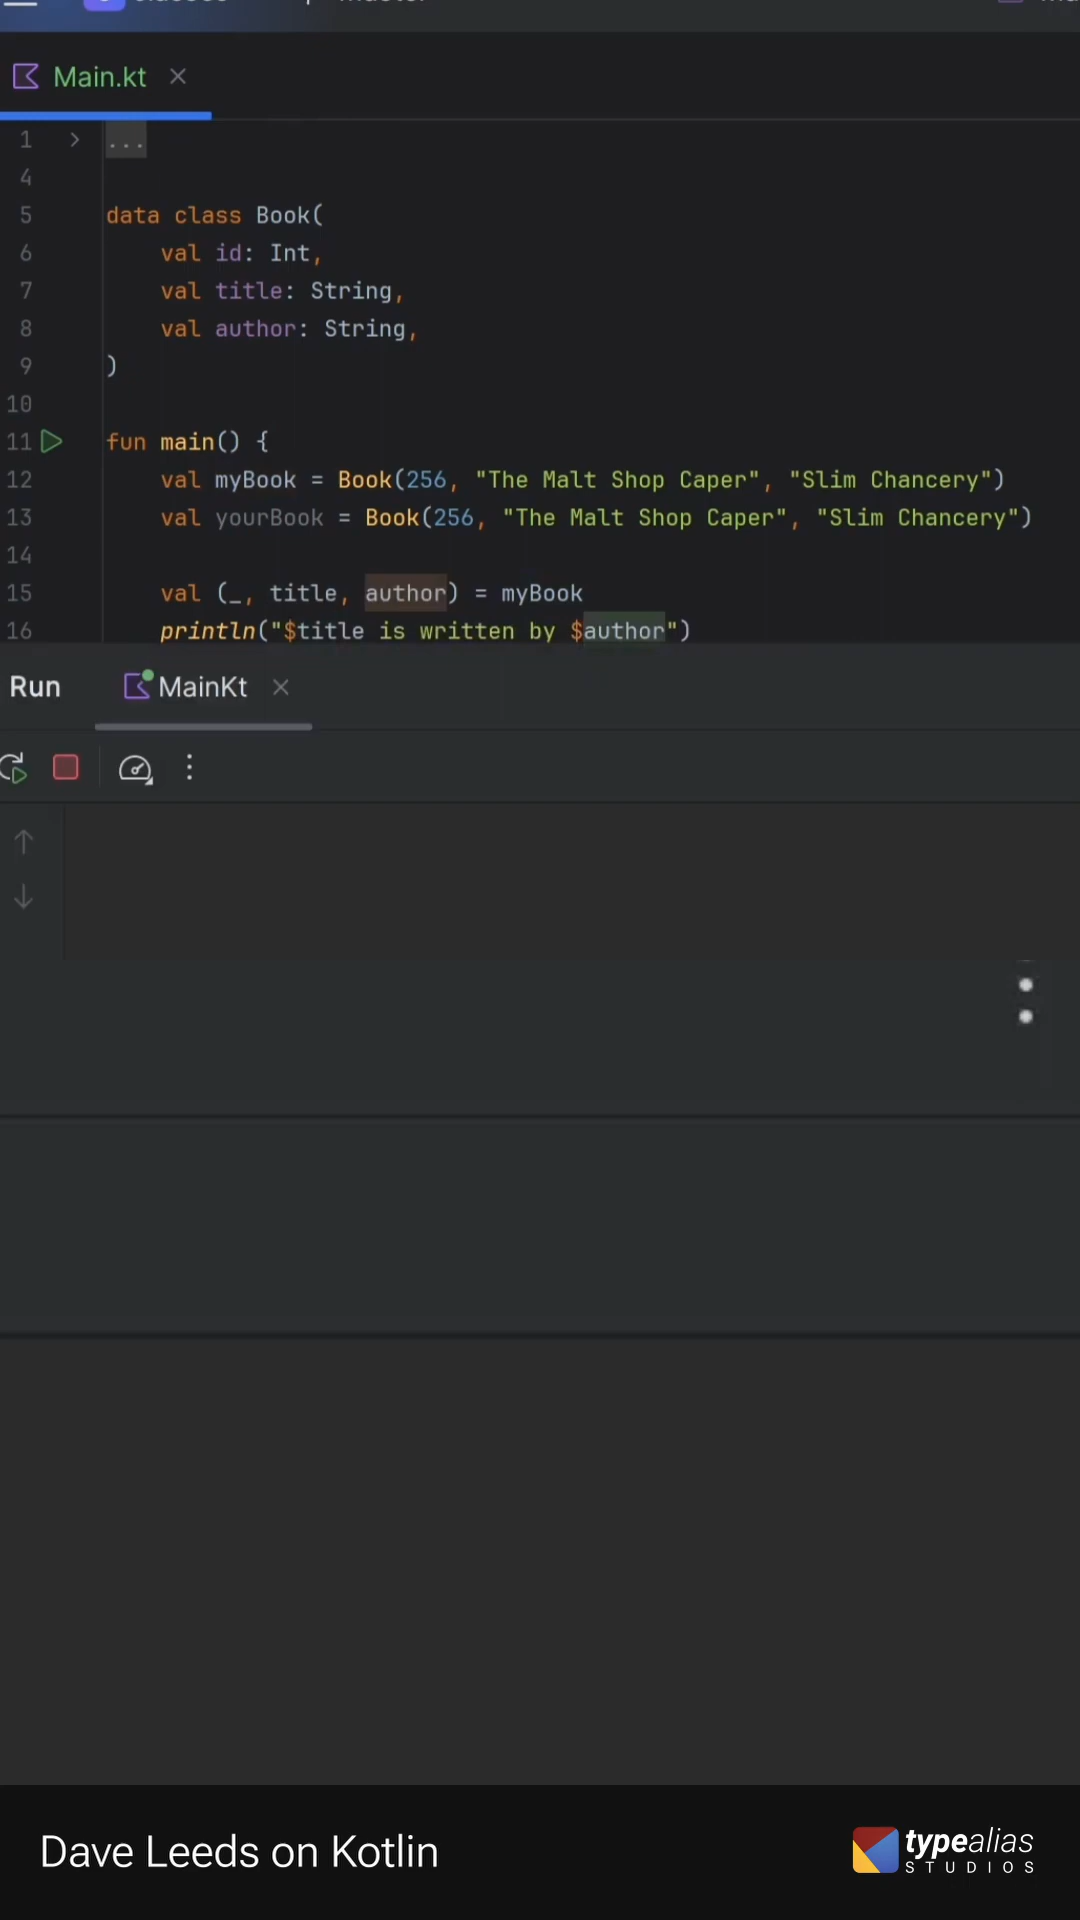 Main.kt
1 ...
4
5 data class Book(
6 val id: Int,
7 val title: String,
8 val author: String,
9 )
10
11 fun main() {
12 val myBook = Book(256, "The Malt Shop Caper", "Slim Chancery")
13 val yourBook = Book(256, "The Malt Shop Caper", "Slim Chancery")
14
15 val (_, title, author) = myBook
16 println("$title is written by $author")
Run MainKt
Dave Leeds on Kotlin
typealias
STUDIOS